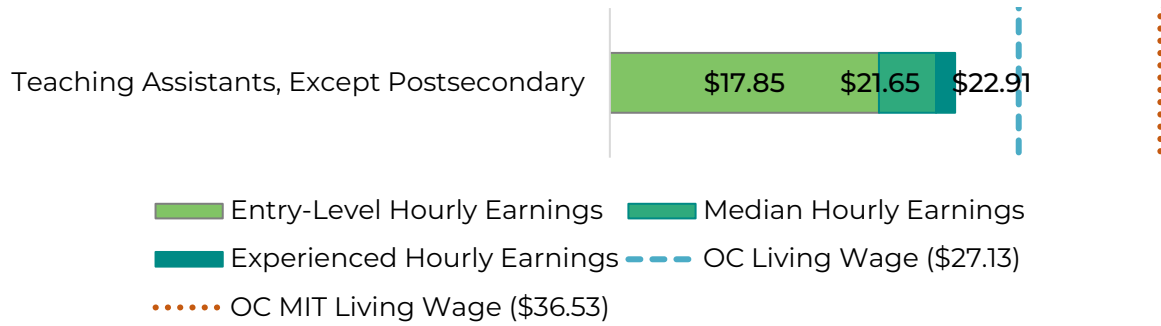 Teaching Assistants, Except Postsecondary $17.85 $21.65 $22.91
Entry-Level Hourly Earnings Median Hourly Earnings
Experienced Hourly Earnings OC Living Wage ($27.13)
OC MIT Living Wage ($36.53)